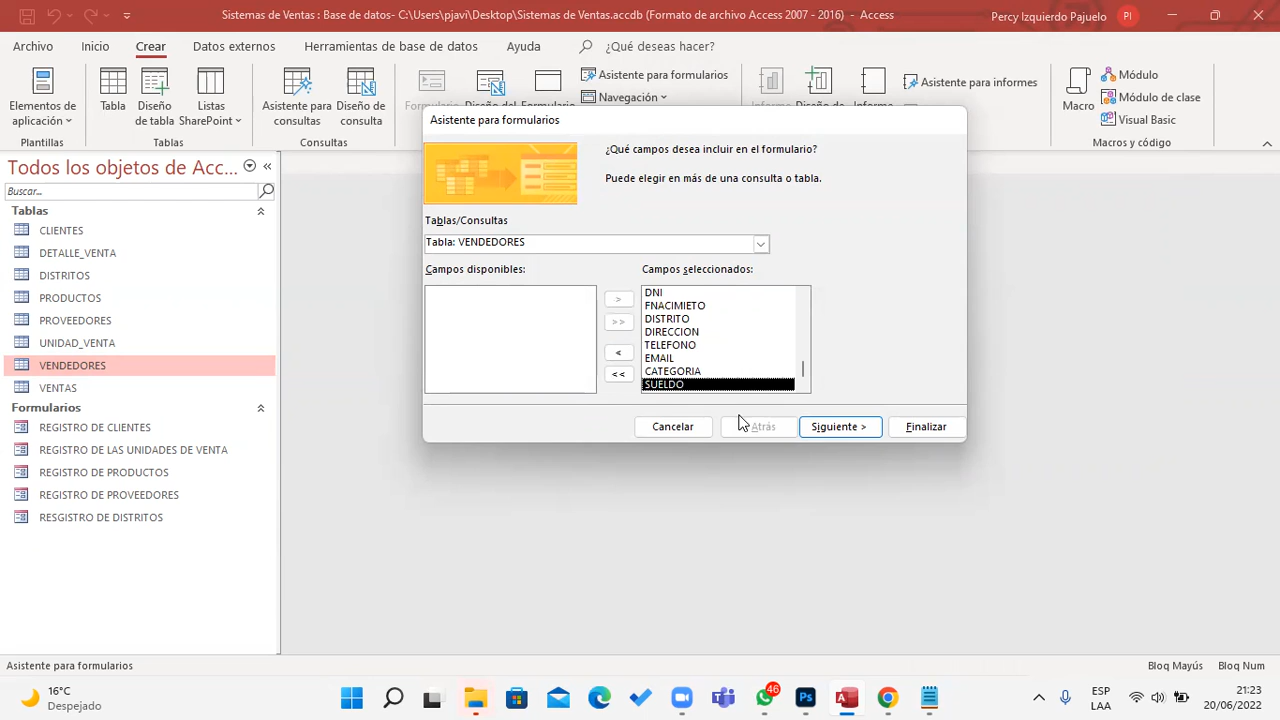 Sistemas de Ventas : Base de datos- C:\Users\pjavi\Desktop\Sistemas de Ventas.accdb (Formato de archivo Access 2007 - 2016) - Access
Percy Izquierdo Pajuelo
PI
Archivo
Inicio
Crear
Datos externos
Herramientas de base de datos
Ayuda
¿Qué deseas hacer?
Elementos de aplicación
Tabla
Diseño de tabla
Listas SharePoint
Asistente para consultas
Diseño de consulta
Asistente para formularios
Navegación
Asistente para informes
Macro
Módulo
Módulo de clase
Visual Basic
Plantillas
Tablas
Consultas
Macros y código
Todos los objetos de Acc...
Buscar...
Tablas
CLIENTES
DETALLE_VENTA
DISTRITOS
PRODUCTOS
PROVEEDORES
UNIDAD_VENTA
VENDEDORES
VENTAS
Formularios
REGISTRO DE CLIENTES
REGISTRO DE LAS UNIDADES DE VENTA
REGISTRO DE PRODUCTOS
REGISTRO DE PROVEEDORES
RESGISTRO DE DISTRITOS
Asistente para formularios
¿Qué campos desea incluir en el formulario?
Puede elegir en más de una consulta o tabla.
Tablas/Consultas
Tabla: VENDEDORES
Campos disponibles:
Campos seleccionados:
>
>>
<
<<
DNI
FNACIMIETO
DISTRITO
DIRECCION
TELEFONO
EMAIL
CATEGORIA
SUELDO
Cancelar
Atrás
Siguiente >
Finalizar
Asistente para formularios
Bloq Mayús
Bloq Num
16°C
Despejado
46
ESP
LAA
21:23
20/06/2022